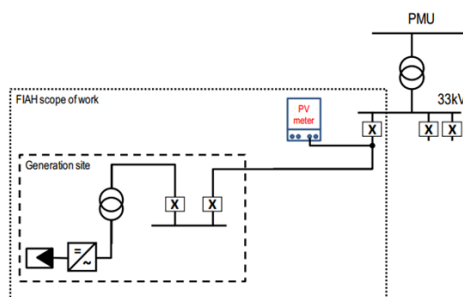 PMU
FIAH scope of work
33kV
PV
meter
X
X
X
Generation site
X
X
=
~